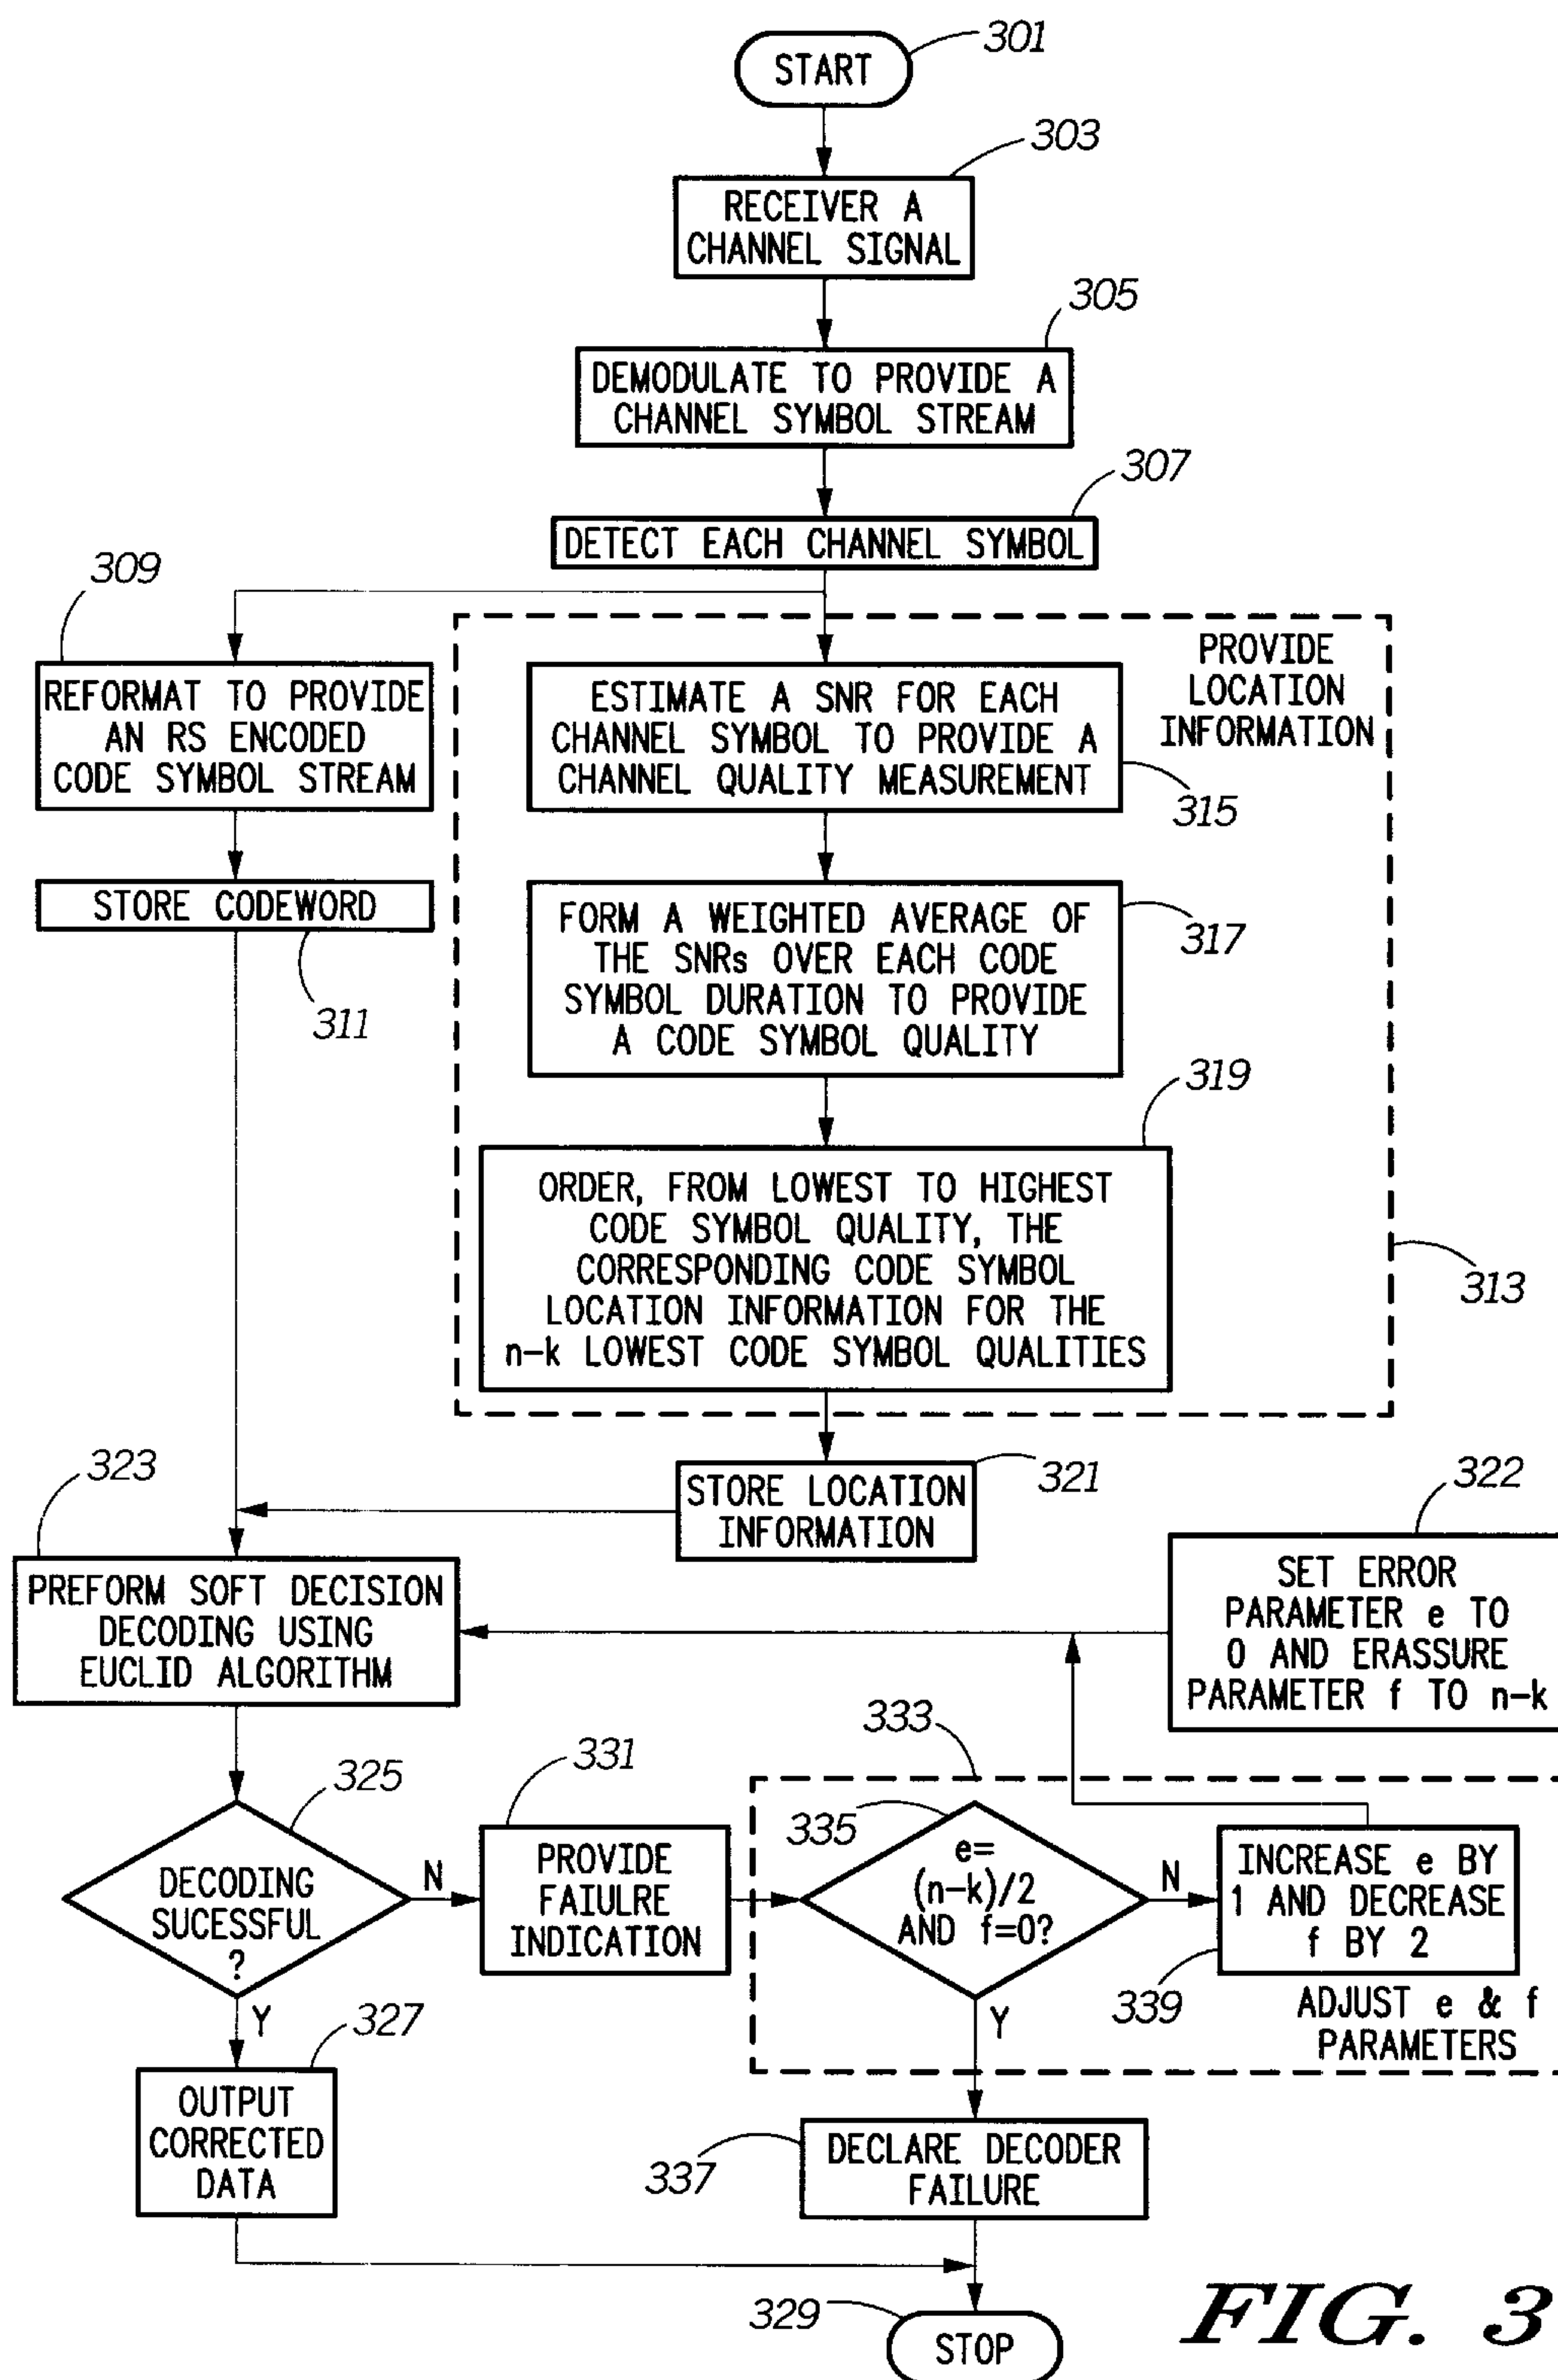 START
301
303
RECEIVER A
CHANNEL SIGNAL
305
DEMODULATE TO PROVIDE A
CHANNEL SYMBOL STREAM
307
DETECT EACH CHANNEL SYMBOL
309
REFORMAT TO PROVIDE
AN RS ENCODED
CODE SYMBOL STREAM
STORE CODEWORD
311
PROVIDE
LOCATION
INFORMATION
ESTIMATE A SNR FOR EACH
CHANNEL SYMBOL TO PROVIDE A
CHANNEL QUALITY MEASUREMENT
315
FORM A WEIGHTED AVERAGE OF
THE SNRs OVER EACH CODE
SYMBOL DURATION TO PROVIDE
A CODE SYMBOL QUALITY
317
319
ORDER, FROM LOWEST TO HIGHEST
CODE SYMBOL QUALITY, THE
CORRESPONDING CODE SYMBOL
LOCATION INFORMATION FOR THE
n-k LOWEST CODE SYMBOL QUALITIES
313
STORE LOCATION
INFORMATION
321
322
SET ERROR
PARAMETER e TO
0 AND ERASSURE
PARAMETER f TO n-k
323
PREFORM SOFT DECISION
DECODING USING
EUCLID ALGORITHM
325
DECODING
SUCESSFUL
?
N
Y
331
PROVIDE
FAIULRE
INDICATION
333
335
e=
(n-k)/2
AND f=0?
N
Y
INCREASE e BY
1 AND DECREASE
f BY 2
339
ADJUST e & f
PARAMETERS
327
OUTPUT
CORRECTED
DATA
337
DECLARE DECODER
FAILURE
329
STOP
FIG. 3